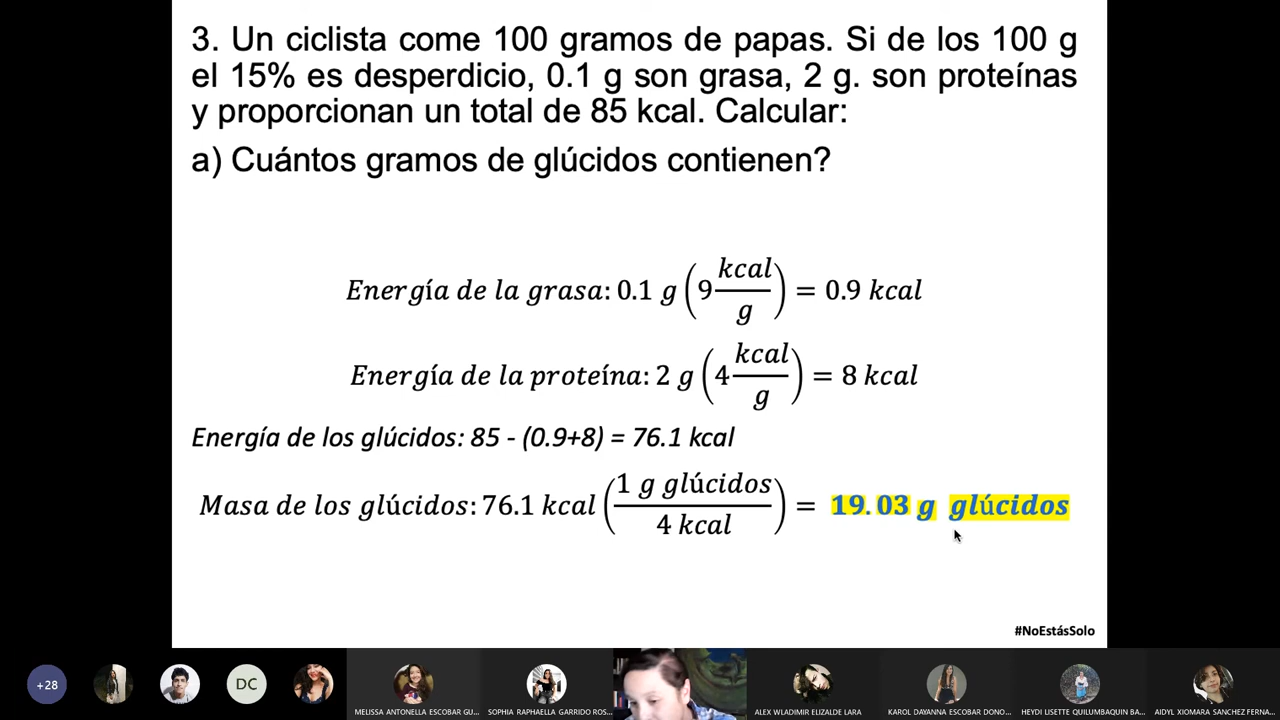 3. Un ciclista come 100 gramos de papas. Si de los 100 g
el 15% es desperdicio, 0.1 g son grasa, 2 g. son proteínas
y proporcionan un total de 85 kcal. Calcular:
a) Cuántos gramos de glúcidos contienen?
Energía de la grasa: 0.1 g (9 kcal/g) = 0.9 kcal
Energía de la proteína: 2 g (4 kcal/g) = 8 kcal
Energía de los glúcidos: 85 - (0.9+8) = 76.1 kcal
Masa de los glúcidos: 76.1 kcal (1 g glúcidos/4 kcal) = 19.03 g glúcidos
#NoEstásSolo
+28
DC
MELISSA ANTONELLA ESCOBAR GU...
SOPHIA RAPHAELLA GARRIDO ROS...
ALEX WLADIMIR ELIZALDE LARA
KAROL DAYANNA ESCOBAR DONO...
HEYDI LISETTE QUILUMBAQUIN BA...
AIDYL XIOMARA SANCHEZ FERNA...